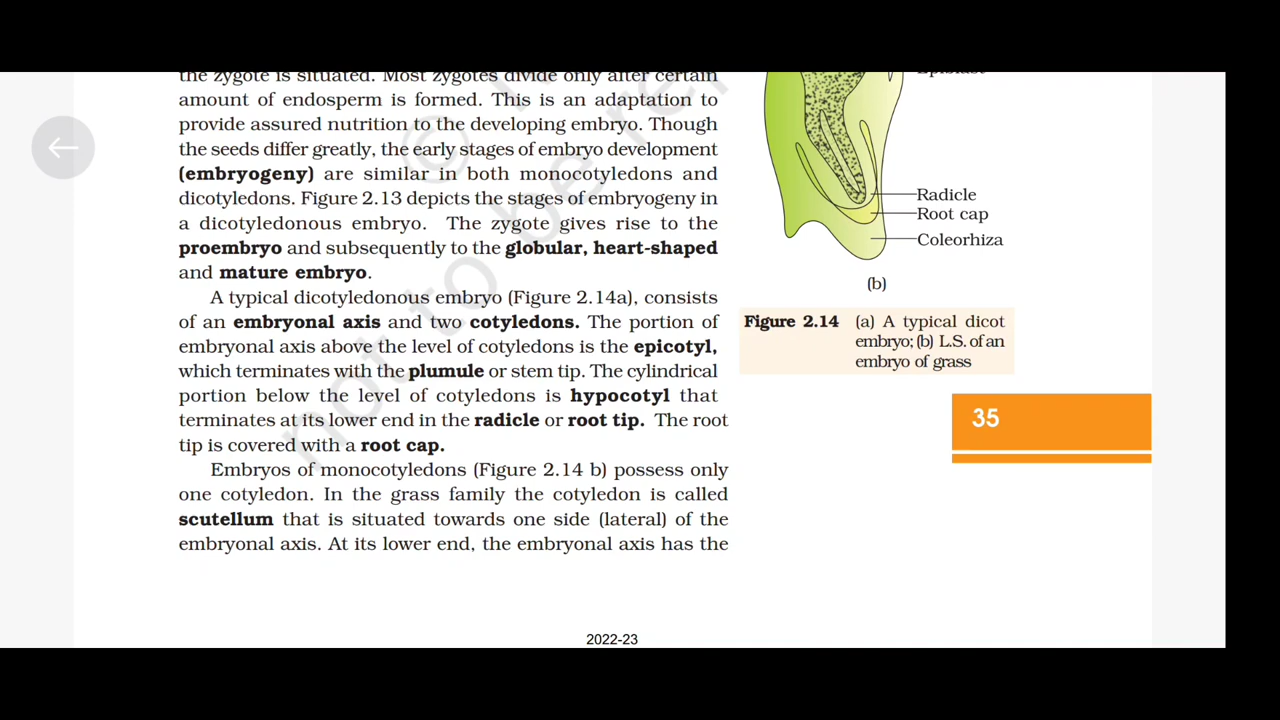 the zygote is situated. Most zygotes divide only after certain
amount of endosperm is formed. This is an adaptation to
provide assured nutrition to the developing embryo. Though
the seeds differ greatly, the early stages of embryo development
(embryogeny) are similar in both monocotyledons and
dicotyledons. Figure 2.13 depicts the stages of embryogeny in
a dicotyledonous embryo. The zygote gives rise to the
proembryo and subsequently to the globular, heart-shaped
and mature embryo.
A typical dicotyledonous embryo (Figure 2.14a), consists
of an embryonal axis and two cotyledons. The portion of
embryonal axis above the level of cotyledons is the epicotyl,
which terminates with the plumule or stem tip. The cylindrical
portion below the level of cotyledons is hypocotyl that
terminates at its lower end in the radicle or root tip. The root
tip is covered with a root cap.
Embryos of monocotyledons (Figure 2.14 b) possess only
one cotyledon. In the grass family the cotyledon is called
scutellum that is situated towards one side (lateral) of the
embryonal axis. At its lower end, the embryonal axis has the
Radicle
Root cap
Coleorhiza
(b)
Figure 2.14 (a) A typical dicot
embryo; (b) L.S. of an
embryo of grass
35
not to be
©
2022-23